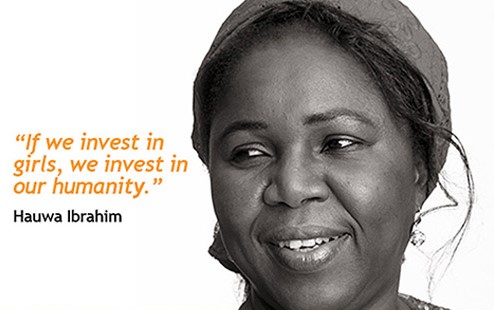 “If we invest in
girls, we invest in
our humanity.”
Hauwa Ibrahim